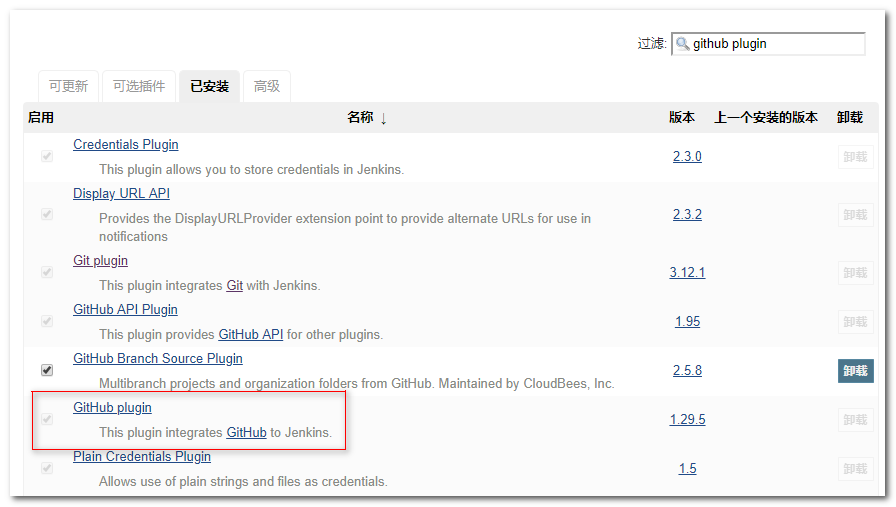 过滤: github plugin
可更新 可选插件 已安装 高级
启用 名称 ↓ 版本 上一个安装的版本 卸载
Credentials Plugin
This plugin allows you to store credentials in Jenkins.
2.3.0 卸载
Display URL API
Provides the DisplayURLProvider extension point to provide alternate URLs for use in
notifications
2.3.2 卸载
Git plugin
This plugin integrates Git with Jenkins.
3.12.1 卸载
GitHub API Plugin
This plugin provides GitHub API for other plugins.
1.95 卸载
GitHub Branch Source Plugin
Multibranch projects and organization folders from GitHub. Maintained by CloudBees, Inc.
2.5.8 卸载
GitHub plugin
This plugin integrates GitHub to Jenkins.
1.29.5 卸载
Plain Credentials Plugin
Allows use of plain strings and files as credentials.
1.5 卸载